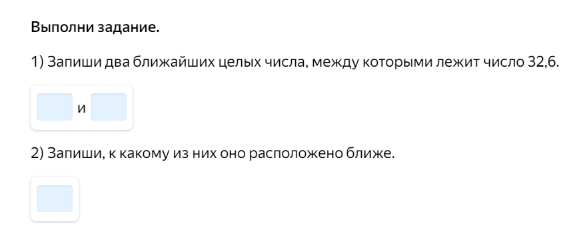 Выполни задание.
1) Запиши два ближайших целых числа, между которыми лежит число 32,6.
и
2) Запиши, к какому из них оно расположено ближе.